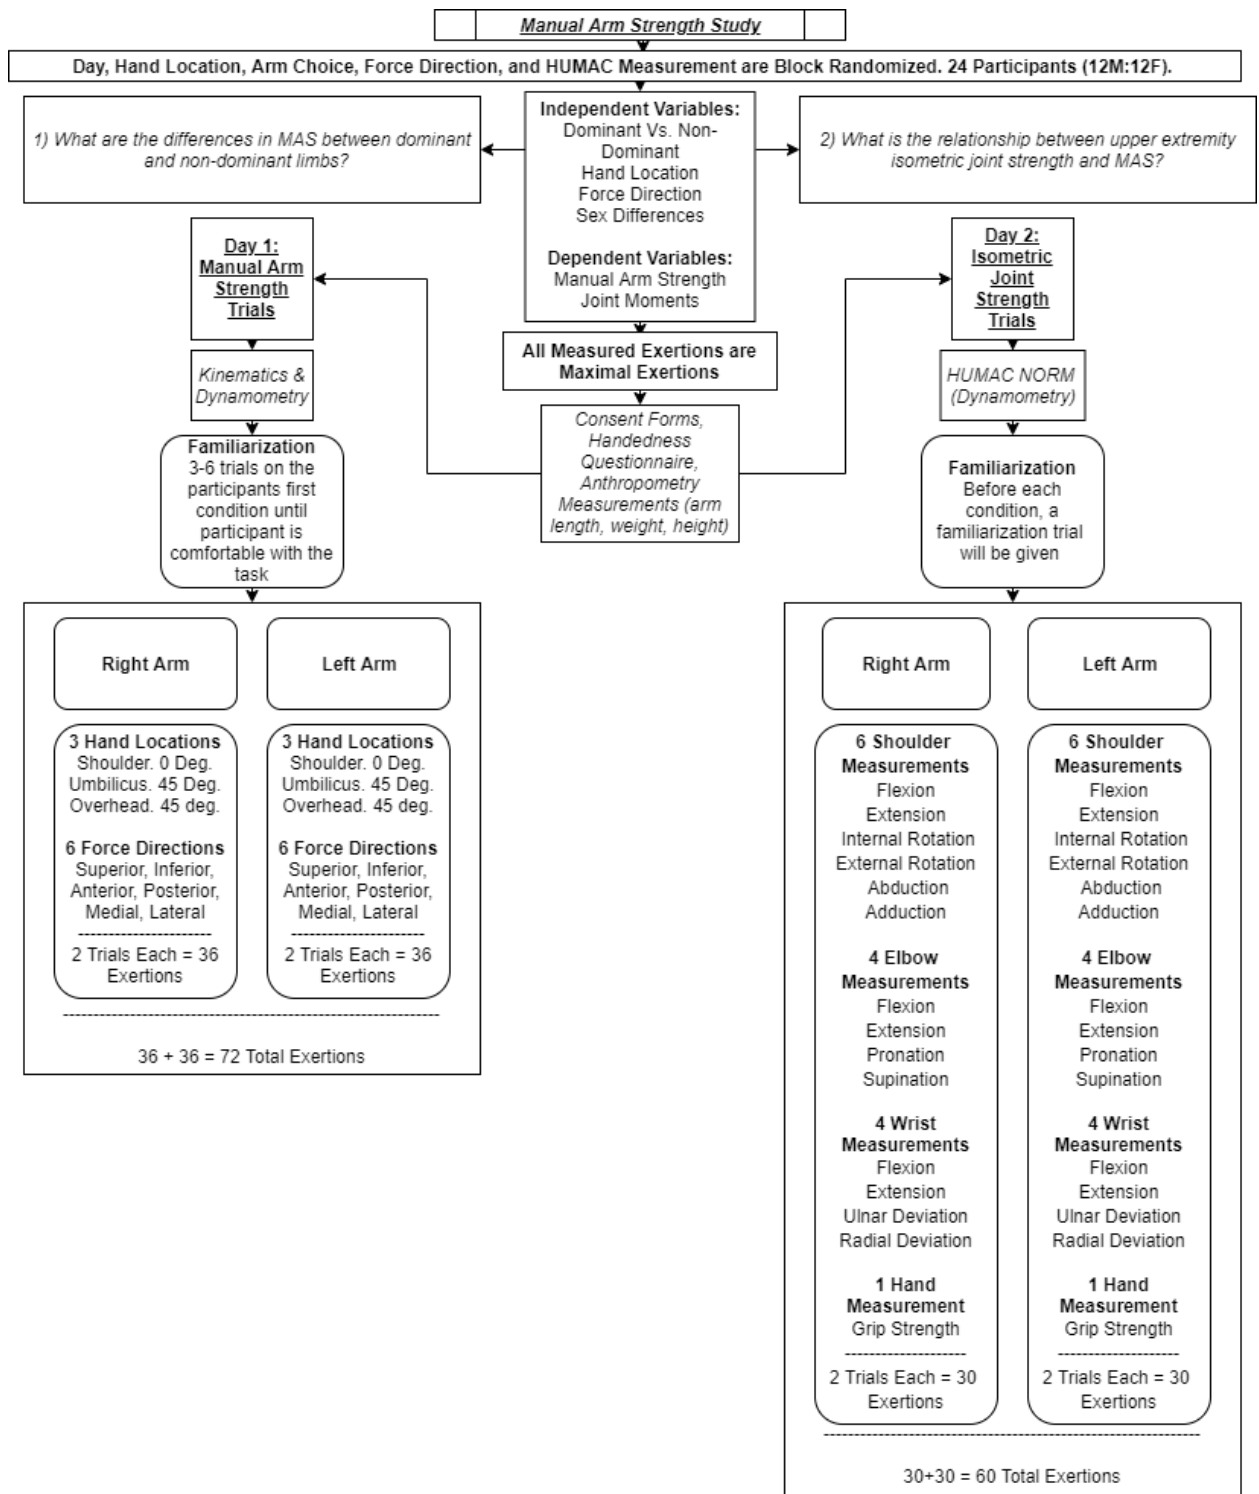 Manual Arm Strength Study
Day, Hand Location, Arm Choice, Force Direction, and HUMAC Measurement are Block Randomized. 24 Participants (12M:12F).
1) What are the differences in MAS between dominant
and non-dominant limbs?
Independent Variables:
Dominant Vs. Non-
Dominant
Hand Location
Force Direction
Sex Differences
Dependent Variables:
Manual Arm Strength
Joint Moments
2) What is the relationship between upper extremity
isometric joint strength and MAS?
All Measured Exertions are
Maximal Exertions
Consent Forms,
Handedness
Questionnaire,
Anthropometry
Measurements (arm
length, weight, height)
Day 1:
Manual Arm
Strength
Trials
Kinematics &
Dynamometry
Familiarization
3-6 trials on the
participants first
condition until
participant is
comfortable with the
task
Right Arm
3 Hand Locations
Shoulder. 0 Deg.
Umbilicus. 45 Deg.
Overhead. 45 deg.
6 Force Directions
Superior, Inferior,
Anterior, Posterior,
Medial, Lateral
----------------------
2 Trials Each = 36
Exertions
Left Arm
3 Hand Locations
Shoulder. 0 Deg.
Umbilicus. 45 Deg.
Overhead. 45 deg.
6 Force Directions
Superior, Inferior,
Anterior, Posterior,
Medial, Lateral
----------------------
2 Trials Each = 36
Exertions
--------------------------------------------------------------
36 + 36 = 72 Total Exertions
Day 2:
Isometric
Joint
Strength
Trials
HUMAC NORM
(Dynamometry)
Familiarization
Before each
condition, a
familiarization trial
will be given
Right Arm
6 Shoulder
Measurements
Flexion
Extension
Internal Rotation
External Rotation
Abduction
Adduction
4 Elbow
Measurements
Flexion
Extension
Pronation
Supination
4 Wrist
Measurements
Flexion
Extension
Ulnar Deviation
Radial Deviation
1 Hand
Measurement
Grip Strength
--------------------
2 Trials Each = 30
Exertions
Left Arm
6 Shoulder
Measurements
Flexion
Extension
Internal Rotation
External Rotation
Abduction
Adduction
4 Elbow
Measurements
Flexion
Extension
Pronation
Supination
4 Wrist
Measurements
Flexion
Extension
Ulnar Deviation
Radial Deviation
1 Hand
Measurement
Grip Strength
--------------------
2 Trials Each = 30
Exertions
--------------------------------------------------------------
30+30 = 60 Total Exertions